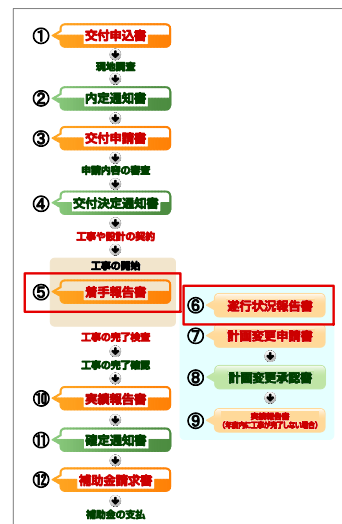 ① 交付申込書
現地調査
② 内定通知書
③ 交付申請書
申請内容の審査
④ 交付決定通知書
工事や設計の契約
工事の開始
⑤ 着手報告書
工事の完了検査
工事の完了確認
⑩ 実績報告書
⑪ 確定通知書
⑫ 補助金請求書
補助金の支払
⑥ 遂行状況報告書
⑦ 計画変更申請書
⑧ 計画変更承認書
⑨ 実績報告書
(年度内に工事が完了しない場合)